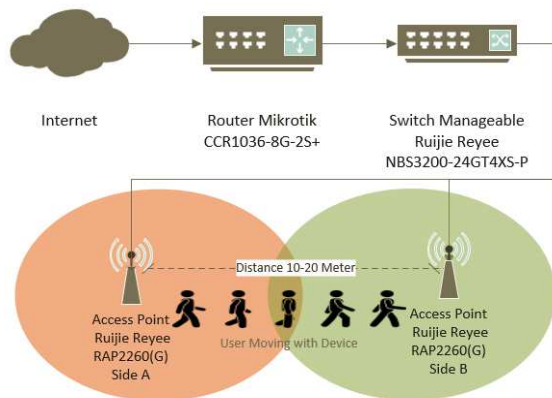 Internet
Router Mikrotik
CCR1036-8G-2S+
Switch Manageable
Ruijie Reyee
NBS3200-24GT4XS-P
Distance 10-20 Meter
Access Point
Ruijie Reyee
RAP2260(G)
Side A
User Moving with Device
Access Point
Ruijie Reyee
RAP2260(G)
Side B